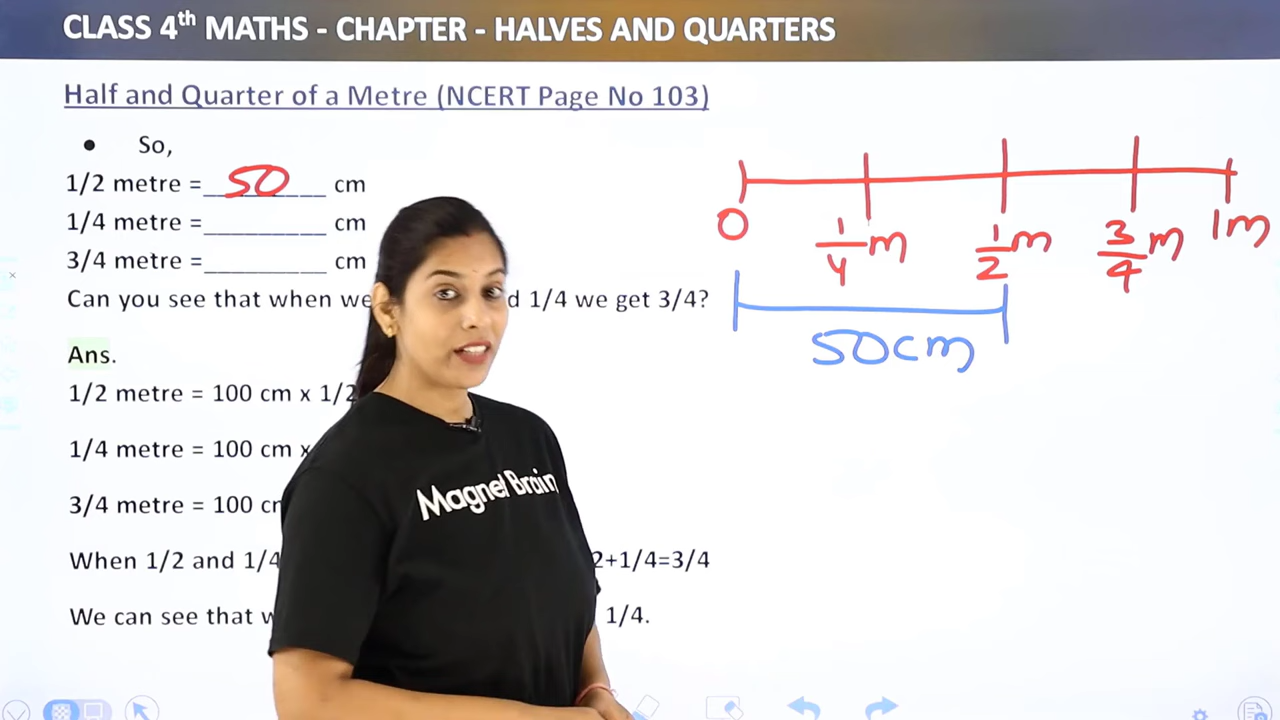 CLASS 4th MATHS - CHAPTER - HALVES AND QUARTERS
Half and Quarter of a Metre (NCERT Page No 103)
• So,
1/2 metre = 50 cm
1/4 metre =________ cm
3/4 metre =________ cm
Can you see that when we d 1/4 we get 3/4?
Ans.
1/2 metre = 100 cm x 1/2
1/4 metre = 100 cm x
3/4 metre = 100 cm
When 1/2 and 1/4 2+1/4=3/4
We can see that w 1/4.
0 1/4 m 1/2 m 3/4 m 1m
50cm
Magnet Brain